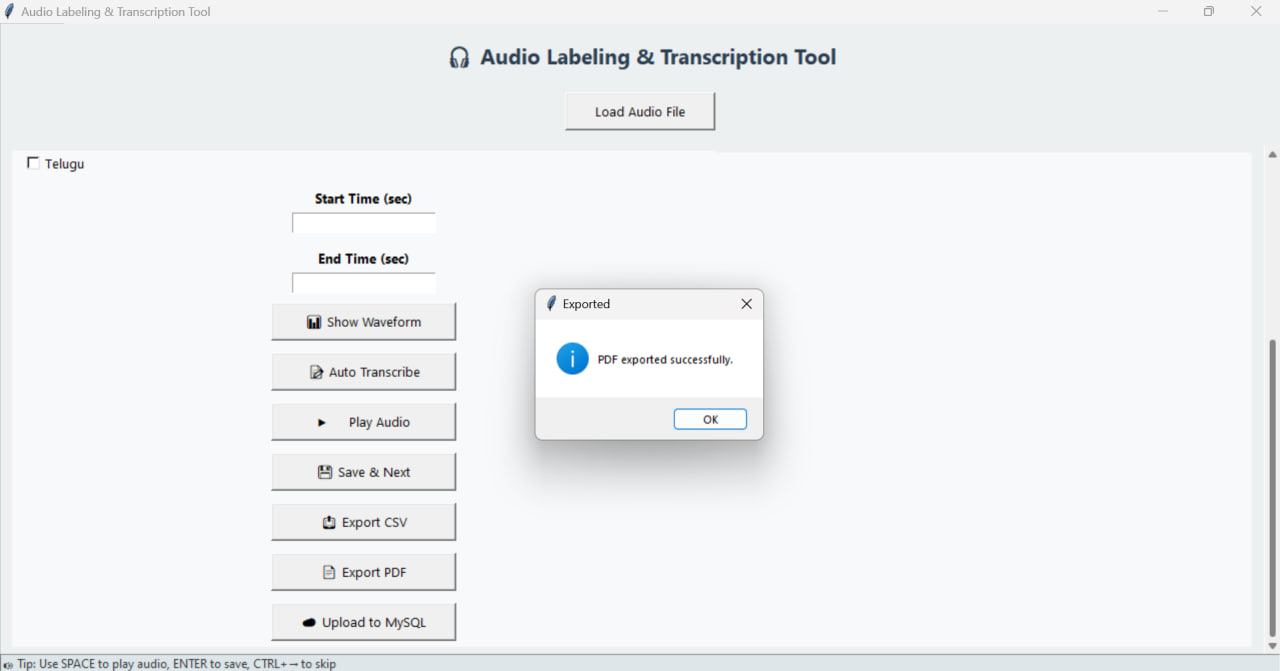 Audio Labeling & Transcription Tool
🎧 Audio Labeling & Transcription Tool
Load Audio File
Telugu
Start Time (sec)
End Time (sec)
Exported
PDF exported successfully.
OK
Show Waveform
Auto Transcribe
Play Audio
Save & Next
Export CSV
Export PDF
Upload to MySQL
Tip: Use SPACE to play audio, ENTER to save, CTRL+→ to skip